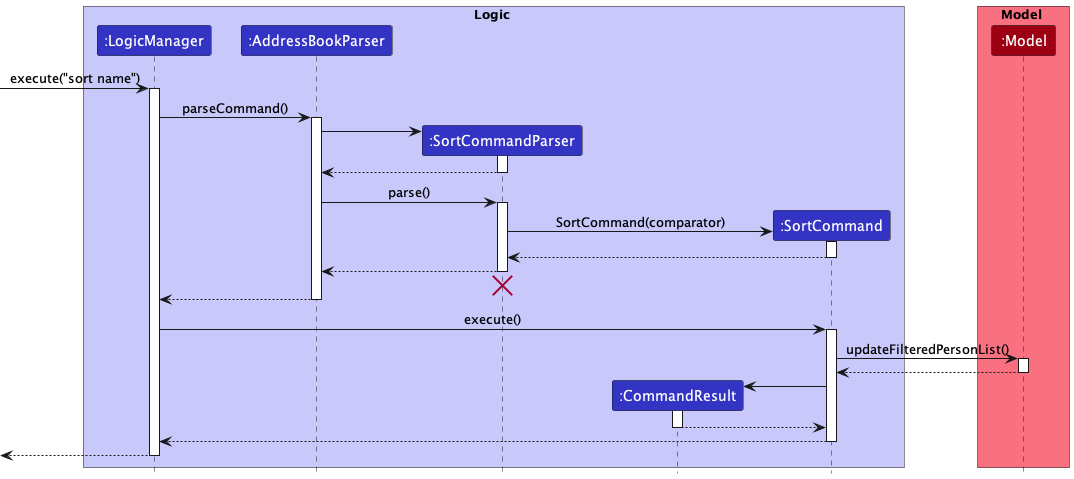 Logic
Model
:LogicManager
:AddressBookParser
:Model
execute("sort name")
parseCommand()
:SortCommandParser
parse()
SortCommand(comparator)
:SortCommand
execute()
updateFilteredPersonList()
:CommandResult